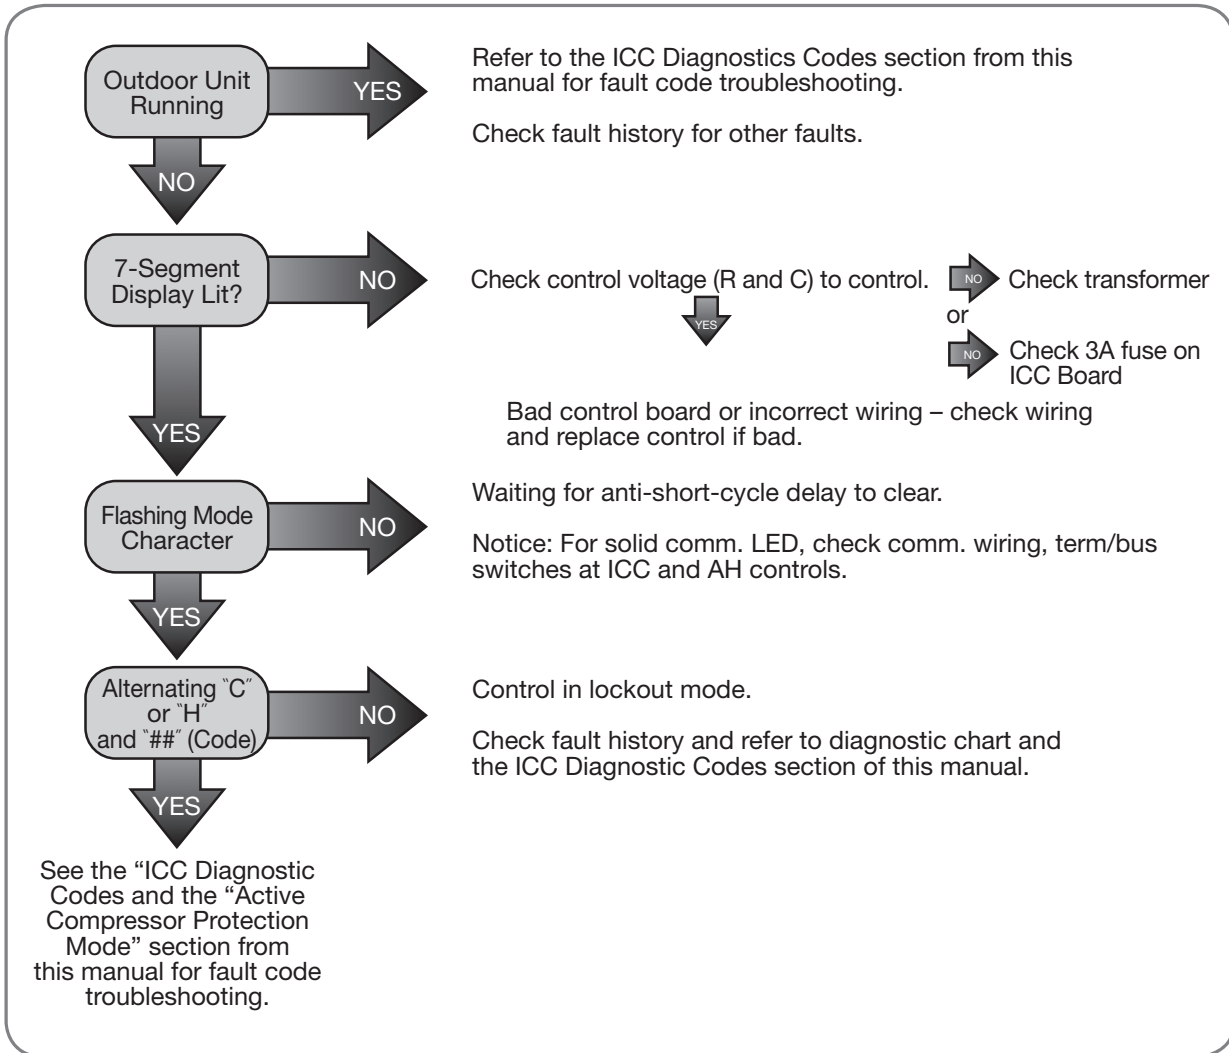 Outdoor Unit
Running
YES
Refer to the ICC Diagnostics Codes section from this
manual for fault code troubleshooting.
Check fault history for other faults.
NO
7-Segment
Display Lit?
NO
Check control voltage (R and C) to control.
NO
Check transformer
or
YES
NO
Check 3A fuse on
ICC Board
Bad control board or incorrect wiring – check wiring
and replace control if bad.
YES
Flashing Mode
Character
NO
Waiting for anti-short-cycle delay to clear.
Notice: For solid comm. LED, check comm. wiring, term/bus
switches at ICC and AH controls.
YES
Alternating "C"
or "H"
and "##" (Code)
NO
Control in lockout mode.
Check fault history and refer to diagnostic chart and
the ICC Diagnostic Codes section of this manual.
YES
See the “ICC Diagnostic
Codes and the “Active
Compressor Protection
Mode” section from
this manual for fault code
troubleshooting.